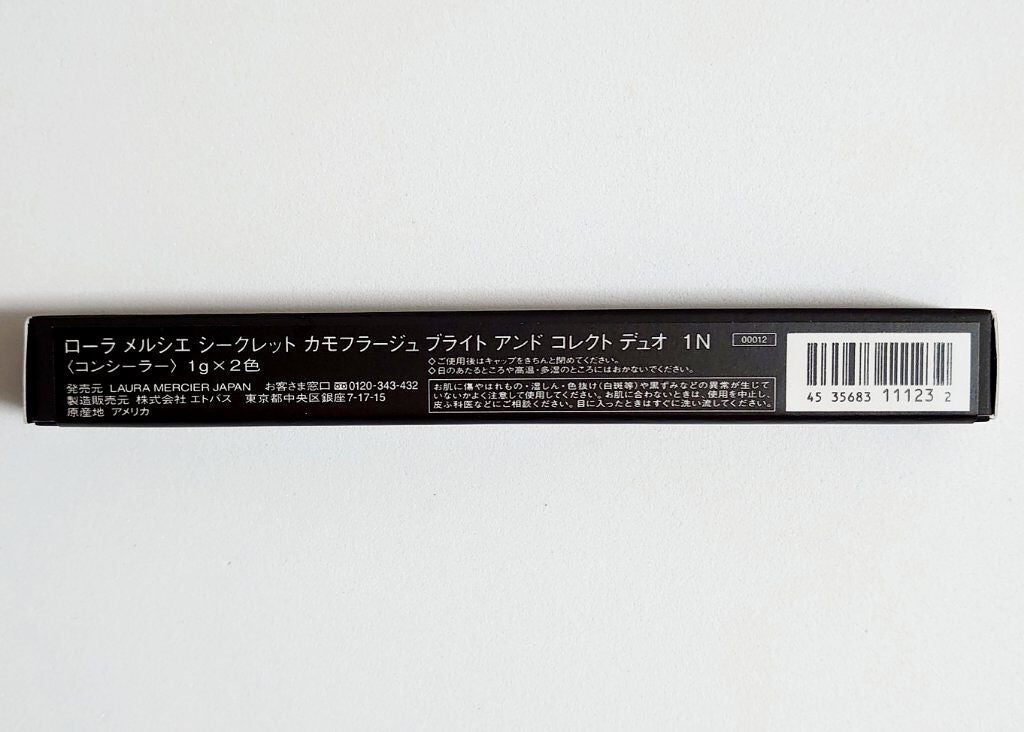 ローラ メルシエ シークレット カモフラージュ ブライト アンド コレクト デュオ 1N
00012
〈コンシーラー〉1g×2色
発売元 LAURA MERCIER JAPAN お客さま窓口 0120-343-432
製造販売元 株式会社 エトバス 東京都中央区銀座7-17-15
原産地 アメリカ
◇ご使用後はキャップをきちんと閉めてください。
◇日のあたるところや高温・多湿のところにはおかないでください。
お肌に傷やはれもの・湿しん・色抜け(白斑等)や黒ずみなどの異常が生じて
いないかよく注意して使用してください。お肌に合わないときは、使用を中止し、
皮ふ科医などにご相談ください。目に入ったときはすぐに洗い流してください。
45 35683 11123 2